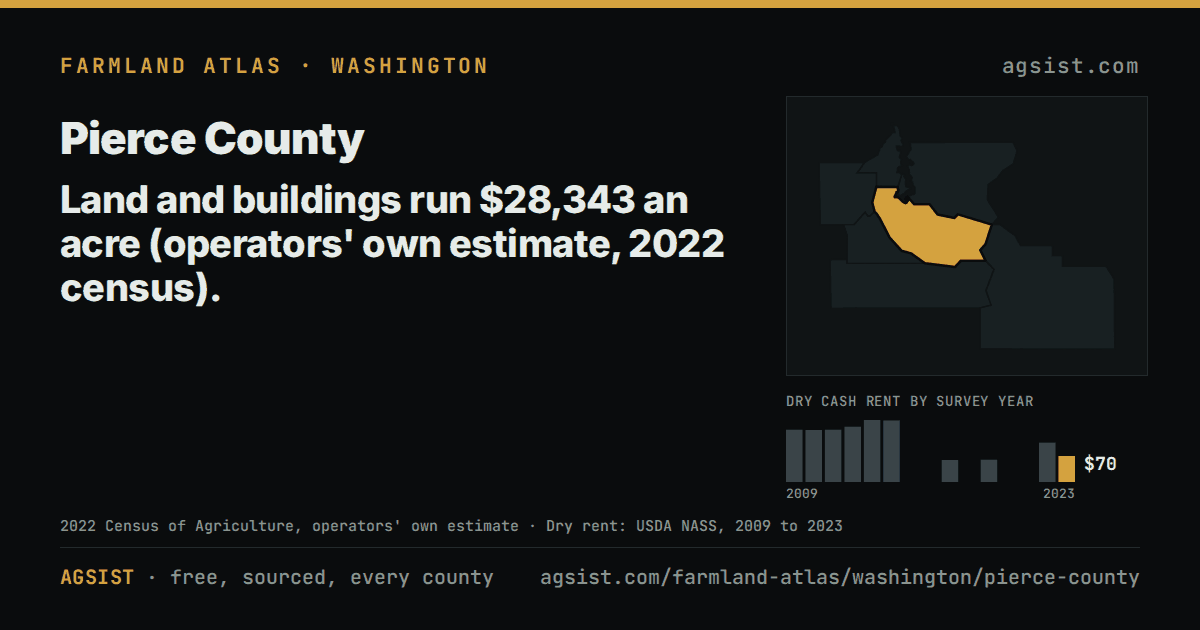 FARMLAND ATLAS · WASHINGTON
agsist.com
Pierce County
Land and buildings run $28,343 an
acre (operators' own estimate, 2022
census).
DRY CASH RENT BY SURVEY YEAR
$70
2009
2023
2022 Census of Agriculture, operators' own estimate · Dry rent: USDA NASS, 2009 to 2023
AGSIST · free, sourced, every county
agsist.com/farmland-atlas/washington/pierce-county